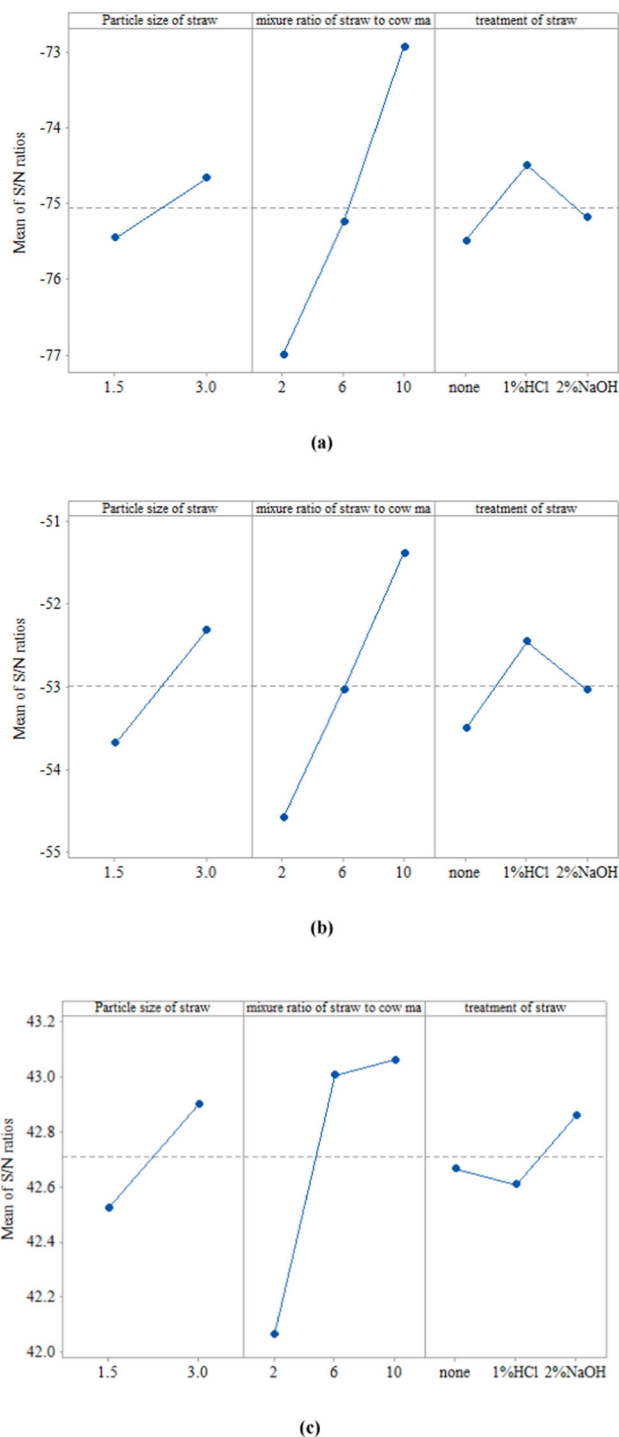 Particle size of straw mixure ratio of straw to cow ma treatment of straw
-73
-74
-75
-76
-77
Mean of S/N ratios
1.5 3.0 2 6 10 none 1%HCl 2%NaOH
(a)
Particle size of straw mixure ratio of straw to cow ma treatment of straw
-51
-52
-53
-54
-55
Mean of S/N ratios
1.5 3.0 2 6 10 none 1%HCl 2%NaOH
(b)
Particle size of straw mixure ratio of straw to cow ma treatment of straw
43.2
43.0
42.8
42.6
42.4
42.2
42.0
Mean of S/N ratios
1.5 3.0 2 6 10 none 1%HCl 2%NaOH
(c)